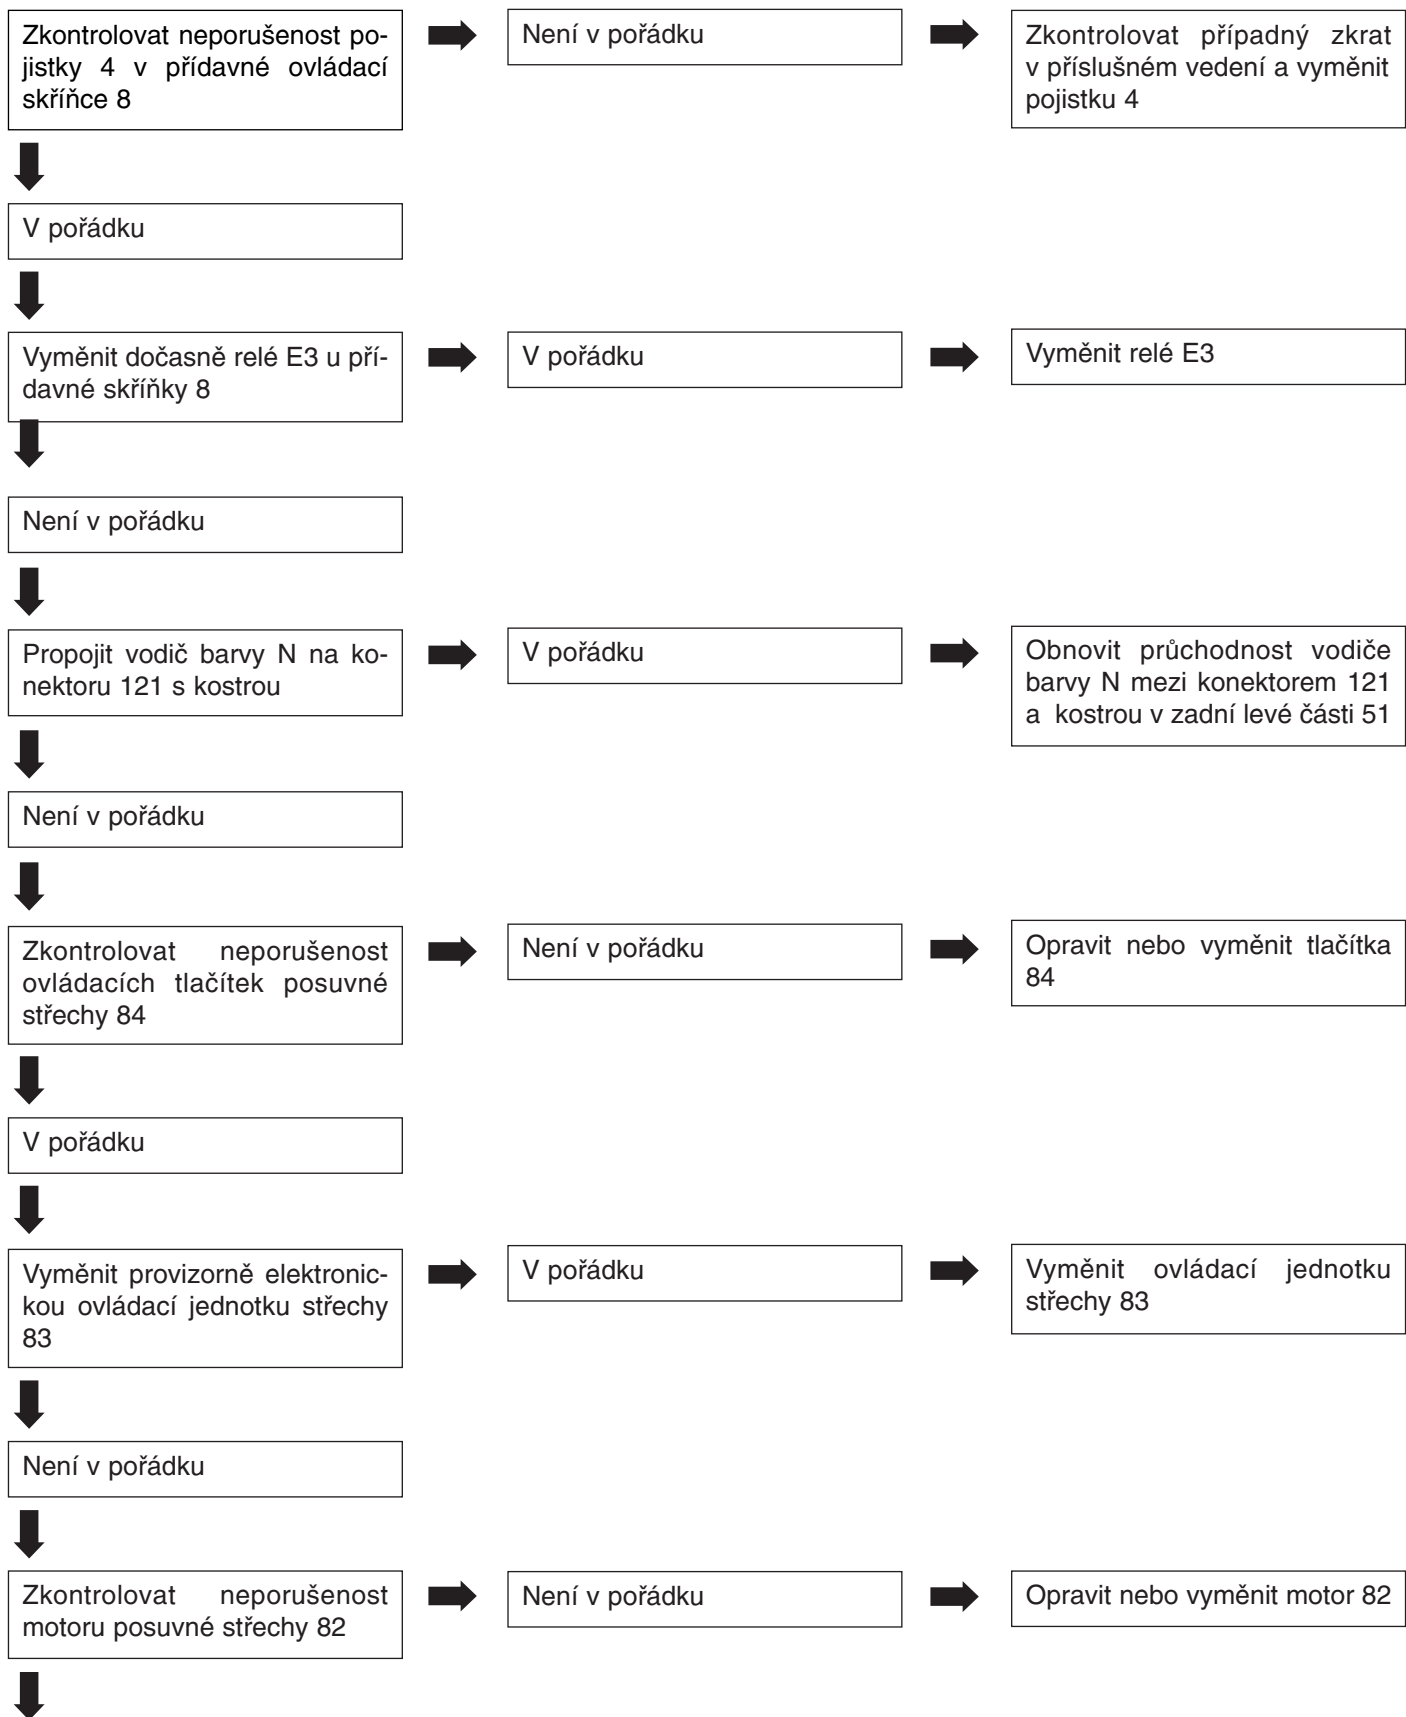 Zkontrolovat neporušenost po-
jistky 4 v přídavné ovládací
skříňce 8
Není v pořádku
Zkontrolovat případný zkrat
v příslušném vedení a vyměnit
pojistku 4
V pořádku
Vyměnit dočasně relé E3 u pří-
davné skříňky 8
V pořádku
Vyměnit relé E3
Není v pořádku
Propojit vodič barvy N na ko-
nektoru 121 s kostrou
V pořádku
Obnovit průchodnost vodiče
barvy N mezi konektorem 121
a kostrou v zadní levé části 51
Není v pořádku
Zkontrolovat neporušenost
ovládacích tlačítek posuvné
střechy 84
Není v pořádku
Opravit nebo vyměnit tlačítka
84
V pořádku
Vyměnit provizorně elektronic-
kou ovládací jednotku střechy
83
V pořádku
Vyměnit ovládací jednotku
střechy 83
Není v pořádku
Zkontrolovat neporušenost
motoru posuvné střechy 82
Není v pořádku
Opravit nebo vyměnit motor 82